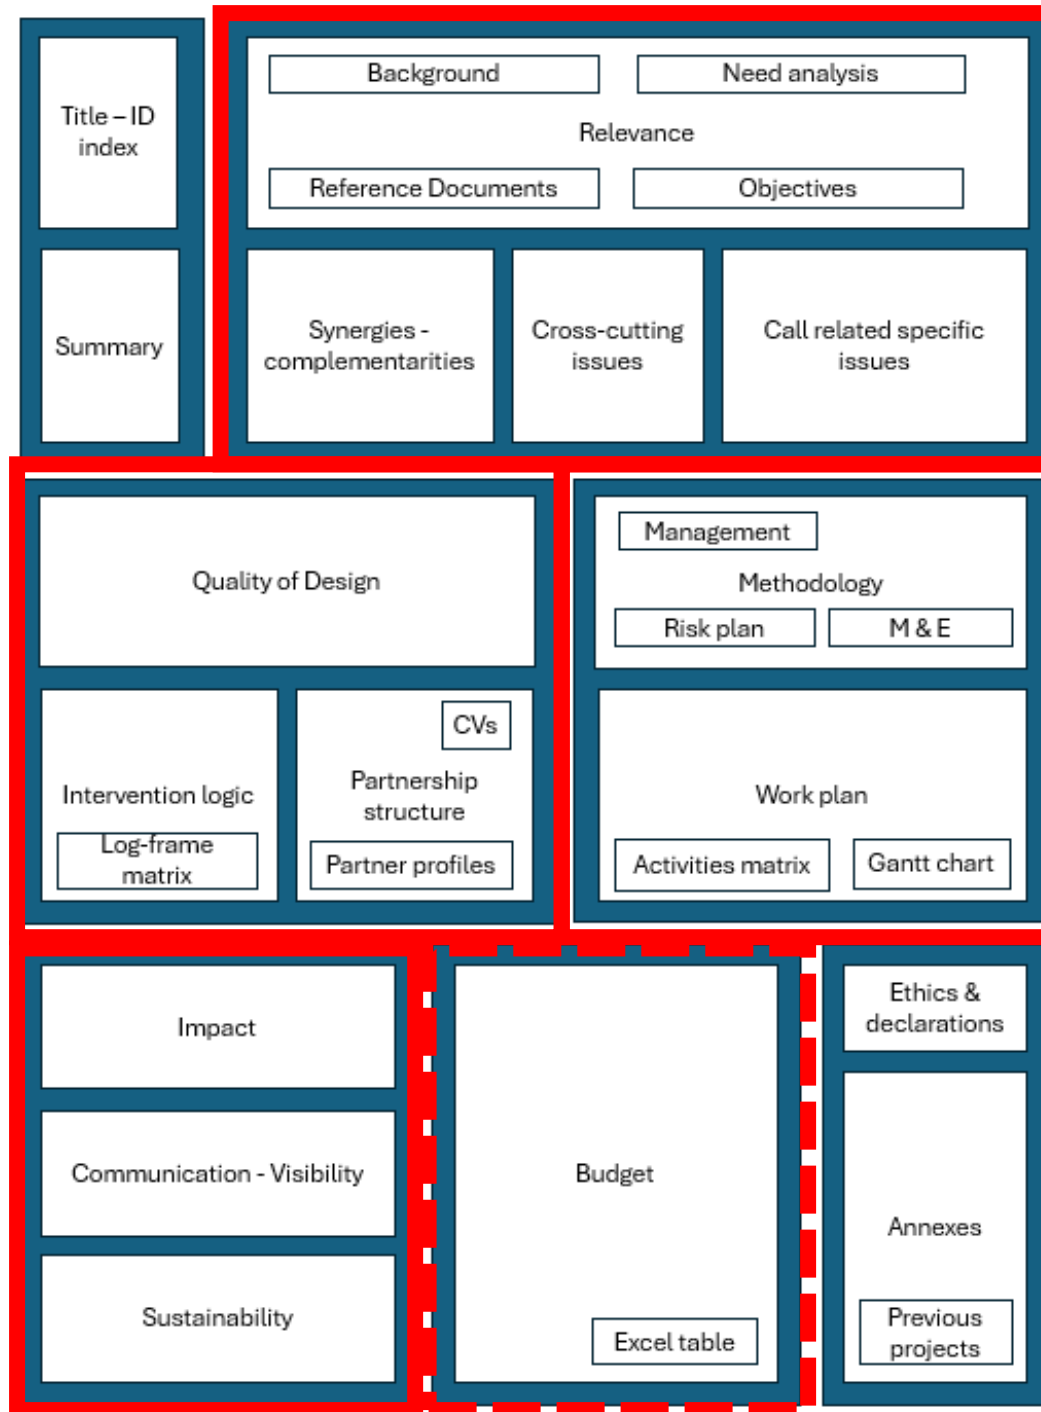 Title – ID
index
Summary
Background
Need analysis
Relevance
Reference Documents
Objectives
Synergies -
complementarities
Cross-cutting
issues
Call related specific
issues
Quality of Design
Intervention logic
Log-frame
matrix
CVs
Partnership
structure
Partner profiles
Management
Methodology
Risk plan
M & E
Work plan
Activities matrix
Gantt chart
Impact
Communication - Visibility
Sustainability
Budget
Excel table
Ethics &
declarations
Annexes
Previous
projects